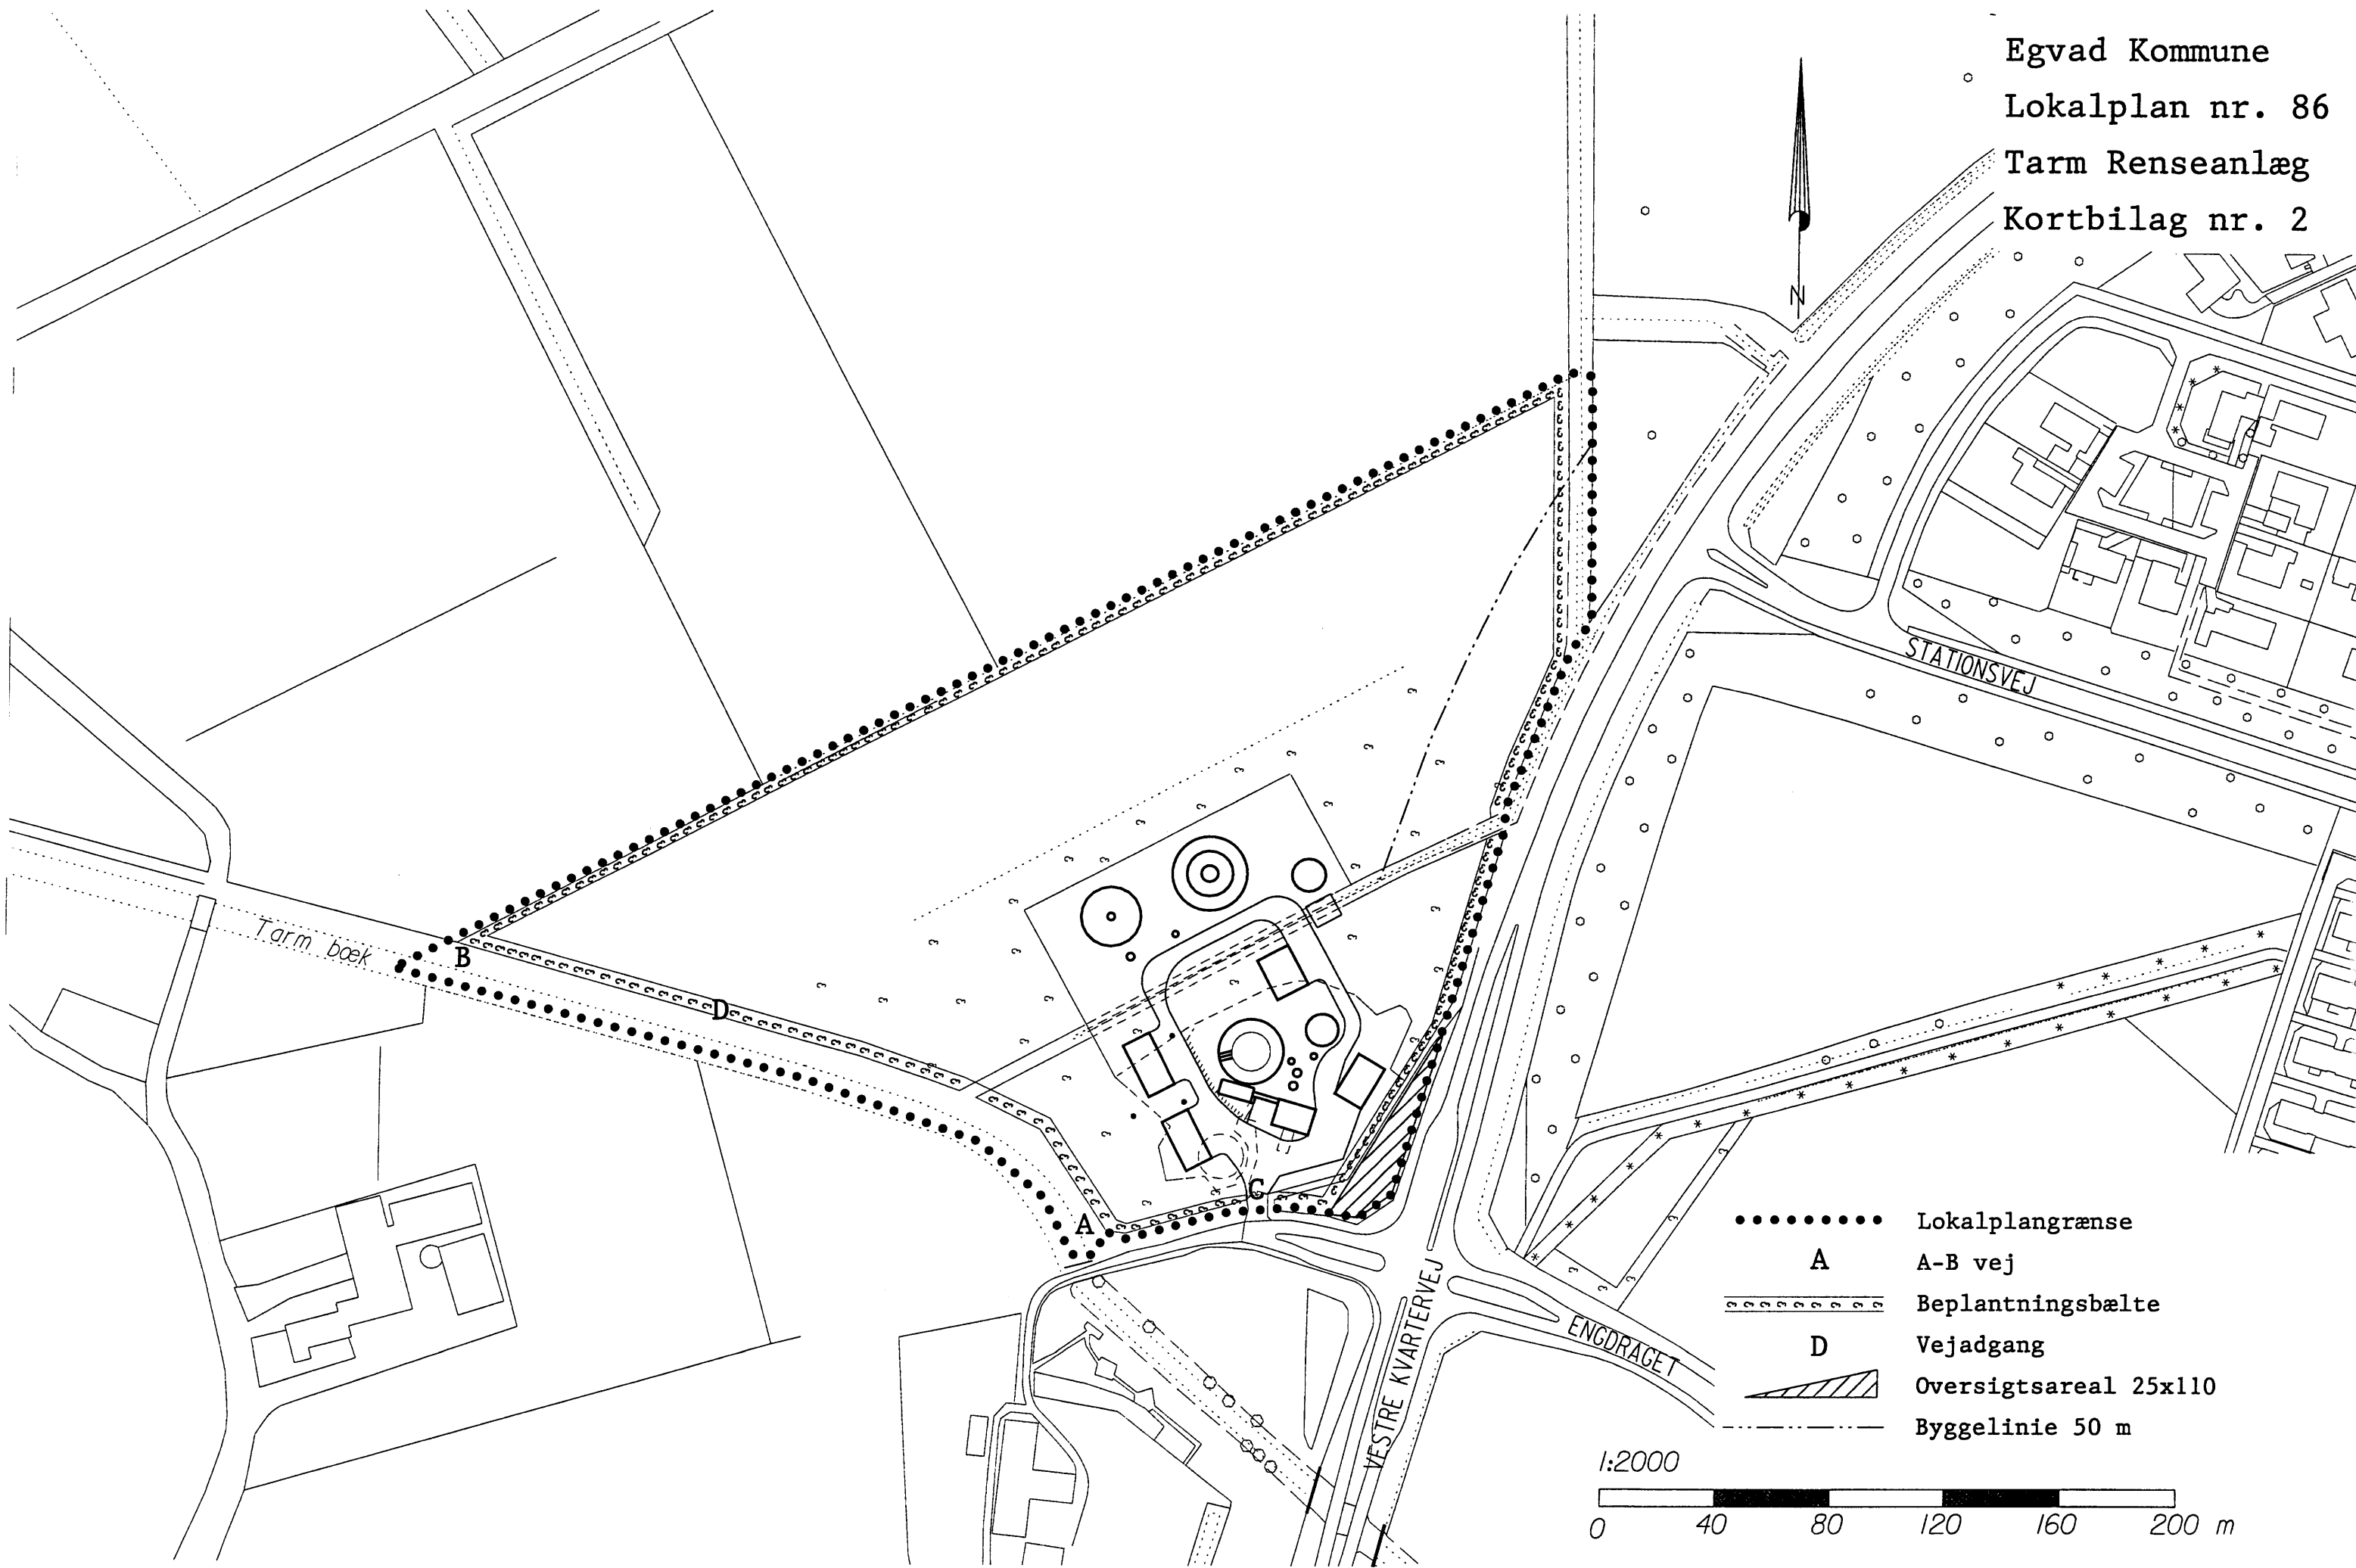 Egvad Kommune
Lokalplan nr. 86
Tarm Renseanlæg
Kortbilag nr. 2
N
STATIONSVEJ
Tarm bæk
B
D
C
A
VESTRE KVARTERVEJ
ENGDRAGET
Lokalplangrænse
A A-B vej
Beplantningsbælte
D Vejadgang
Oversigtsareal 25x110
Byggelinie 50 m
1:2000
0 40 80 120 160 200 m